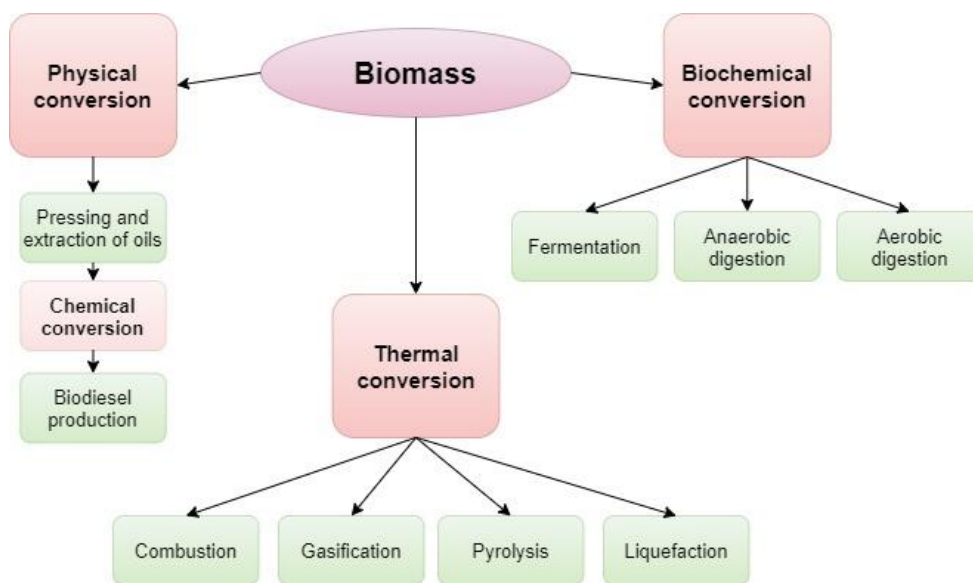 Biomass
Physical
conversion
Biochemical
conversion
Pressing and
extraction of oils
Chemical
conversion
Biodiesel
production
Fermentation
Anaerobic
digestion
Aerobic
digestion
Thermal
conversion
Combustion
Gasification
Pyrolysis
Liquefaction